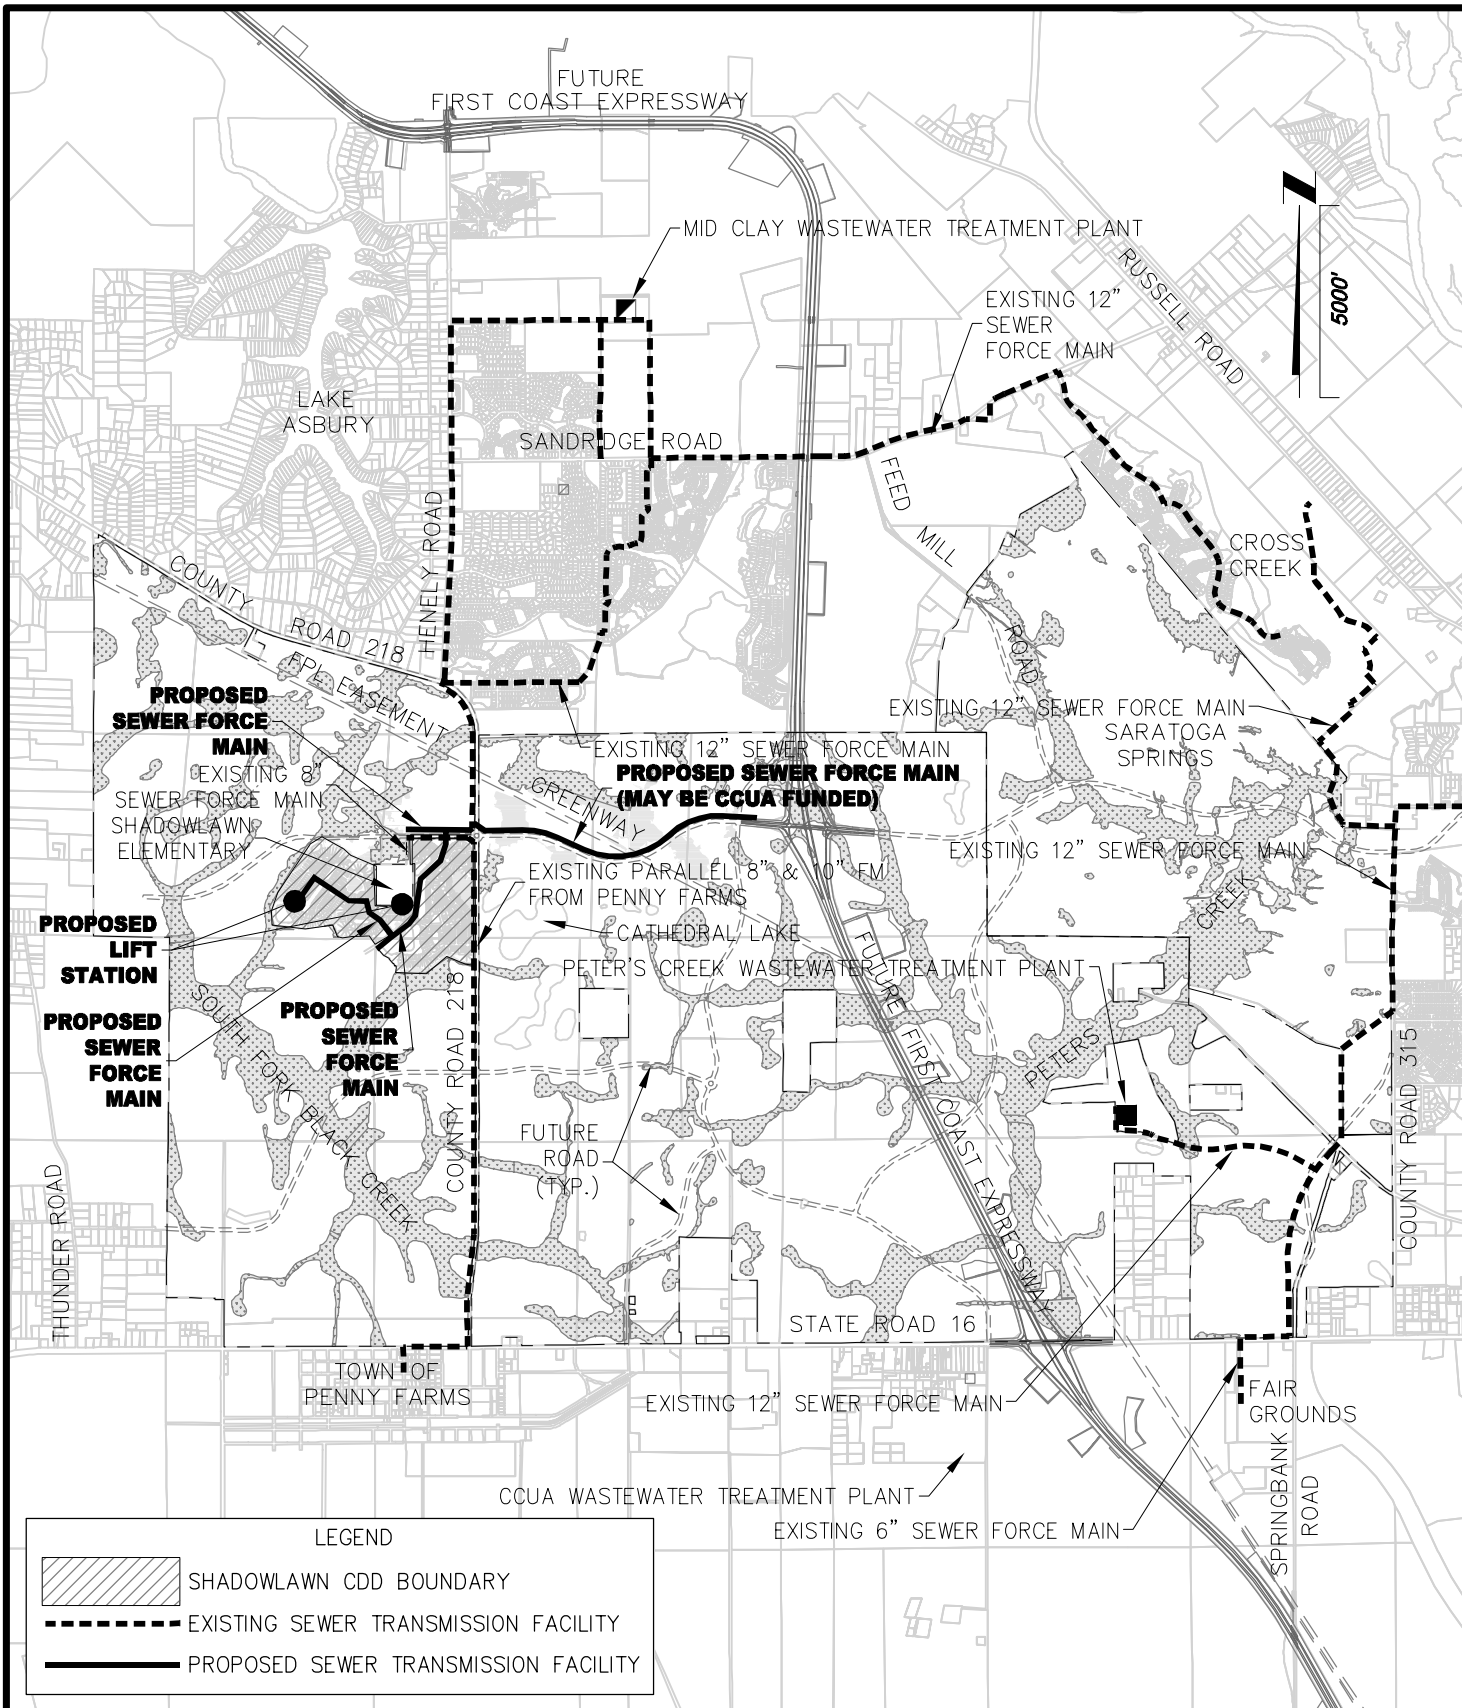 FUTURE
FIRST COAST EXPRESSWAY
MID CLAY WASTEWATER TREATMENT PLANT
5000'
RUSSELL ROAD
EXISTING 12"
SEWER
FORCE MAIN
LAKE
ASBURY
SANDRIDGE ROAD
FEED
MILL
ROAD
HENELY ROAD
CROSS
CREEK
COUNTY
ROAD 218
FPL EASEMENT
PROPOSED
SEWER FORCE
MAIN
EXISTING 12" SEWER FORCE MAIN
SARATOGA
SPRINGS
EXISTING 12" SEWER FORCE MAIN
PROPOSED SEWER FORCE MAIN
(MAY BE CCUA FUNDED)
GREENWAY
EXISTING 8"
SEWER FORCE MAIN
SHADOWLAWN
ELEMENTARY
EXISTING 12" SEWER FORCE MAIN
EXISTING PARALLEL 8" & 10" FM
FROM PENNY FARMS
CREEK
PROPOSED
LIFT
STATION
CATHEDRAL LAKE
PETER'S CREEK WASTEWATER TREATMENT PLANT
FUTURE FIRST COAST EXPRESSWAY
PROPOSED
SEWER
FORCE
MAIN
PROPOSED
SEWER
FORCE
MAIN
SOUTH FORK BLACK CREEK
COUNTY ROAD 218
PETERS
COUNTY ROAD 315
FUTURE
ROAD
(TYP.)
THUNDER ROAD
STATE ROAD 16
TOWN OF
PENNY FARMS
EXISTING 12" SEWER FORCE MAIN
FAIR
GROUNDS
SPRINGBANK
ROAD
CCUA WASTEWATER TREATMENT PLANT
EXISTING 6" SEWER FORCE MAIN
LEGEND
SHADOWLAWN CDD BOUNDARY
EXISTING SEWER TRANSMISSION FACILITY
PROPOSED SEWER TRANSMISSION FACILITY